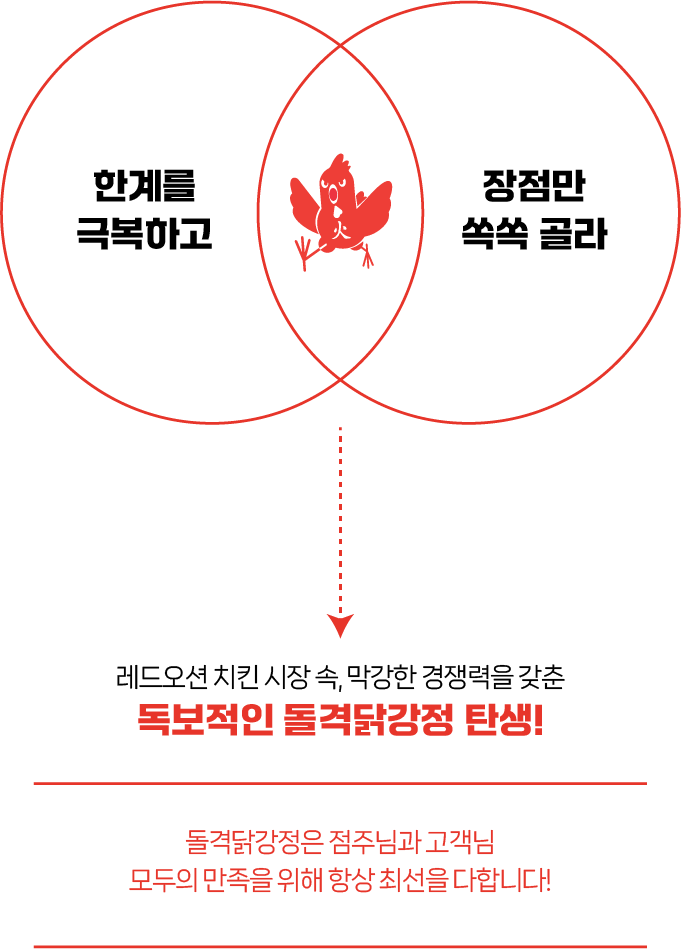 한계를
극복하고
火
장점만
쏙쏙 골라
레드오션 치킨 시장 속, 막강한 경쟁력을 갖춘
독보적인 돌격닭강정 탄생!
돌격닭강정은 점주님과 고객님
모두의 만족을 위해 항상 최선을 다합니다!